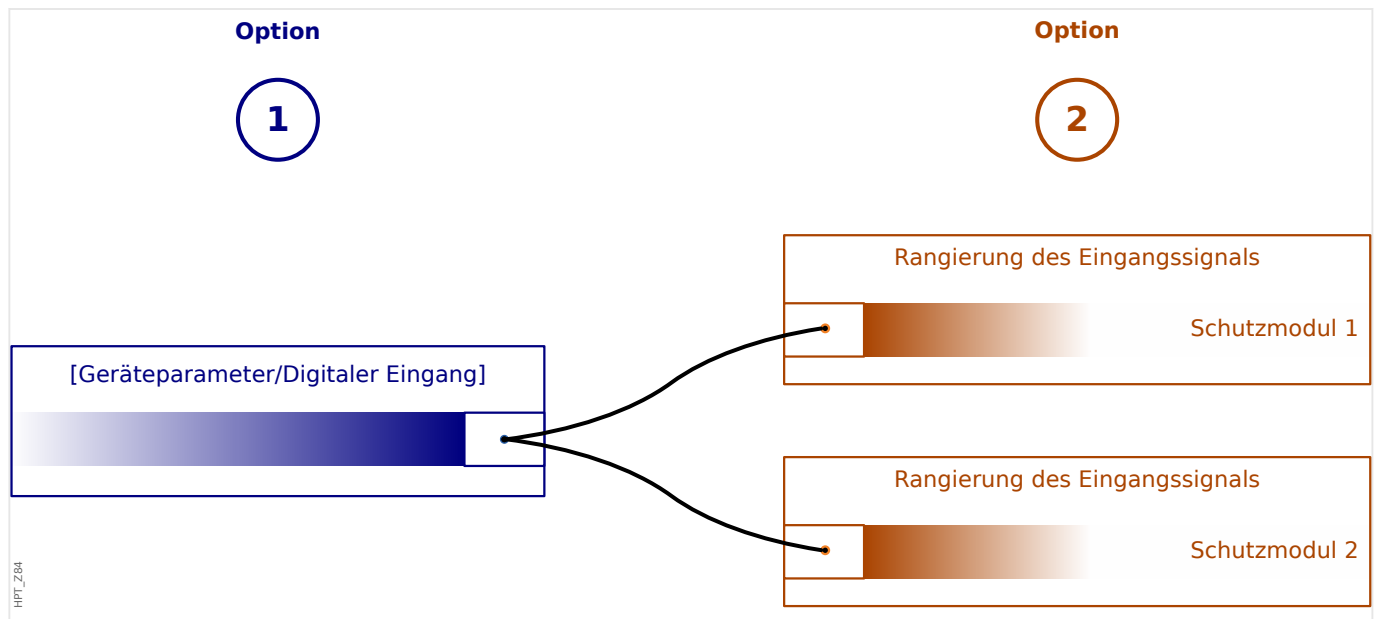 Option
1
Option
2
[Geräteparameter/Digitaler Eingang]
Rangierung des Eingangssignals
Schutzmodul 1
Rangierung des Eingangssignals
Schutzmodul 2
HPT_Z84